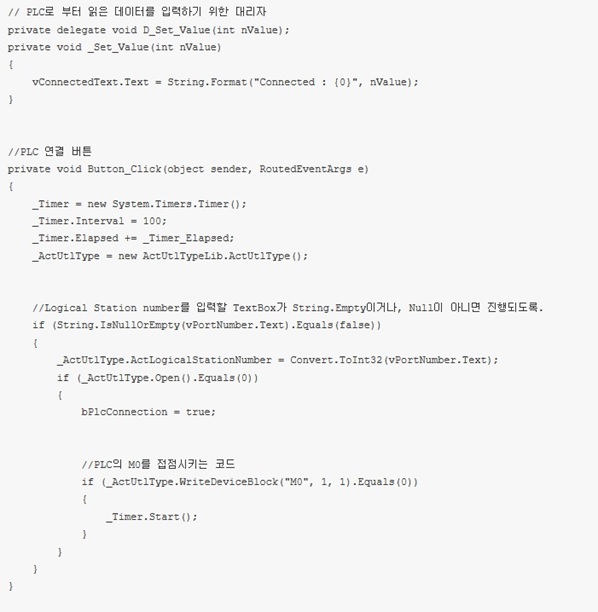 // PLC로 부터 읽은 데이터를 입력하기 위한 대리자
private delegate void D_Set_Value(int nValue);
private void _Set_Value(int nValue)
{
    vConnectedText.Text = String.Format("Connected : {0}", nValue);
}
//PLC 연결 버튼
private void Button_Click(object sender, RoutedEventArgs e)
{
    _Timer = new System.Timers.Timer();
    _Timer.Interval = 100;
    _Timer.Elapsed += _Timer_Elapsed;
    _ActUtlType = new ActUtlTypeLib.ActUtlType();
    //Logical Station number를 입력할 TextBox가 String.Empty이거나, Null이 아니면 진행되도록.
    if (String.IsNullOrEmpty(vPortNumber.Text).Equals(false))
    {
        _ActUtlType.ActLogicalStationNumber = Convert.ToInt32(vPortNumber.Text);
        if (_ActUtlType.Open().Equals(0))
        {
            bPlcConnection = true;
            //PLC의 M0를 접점시키는 코드
            if (_ActUtlType.WriteDeviceBlock("M0", 1, 1).Equals(0))
            {
                _Timer.Start();
            }
        }
    }
}